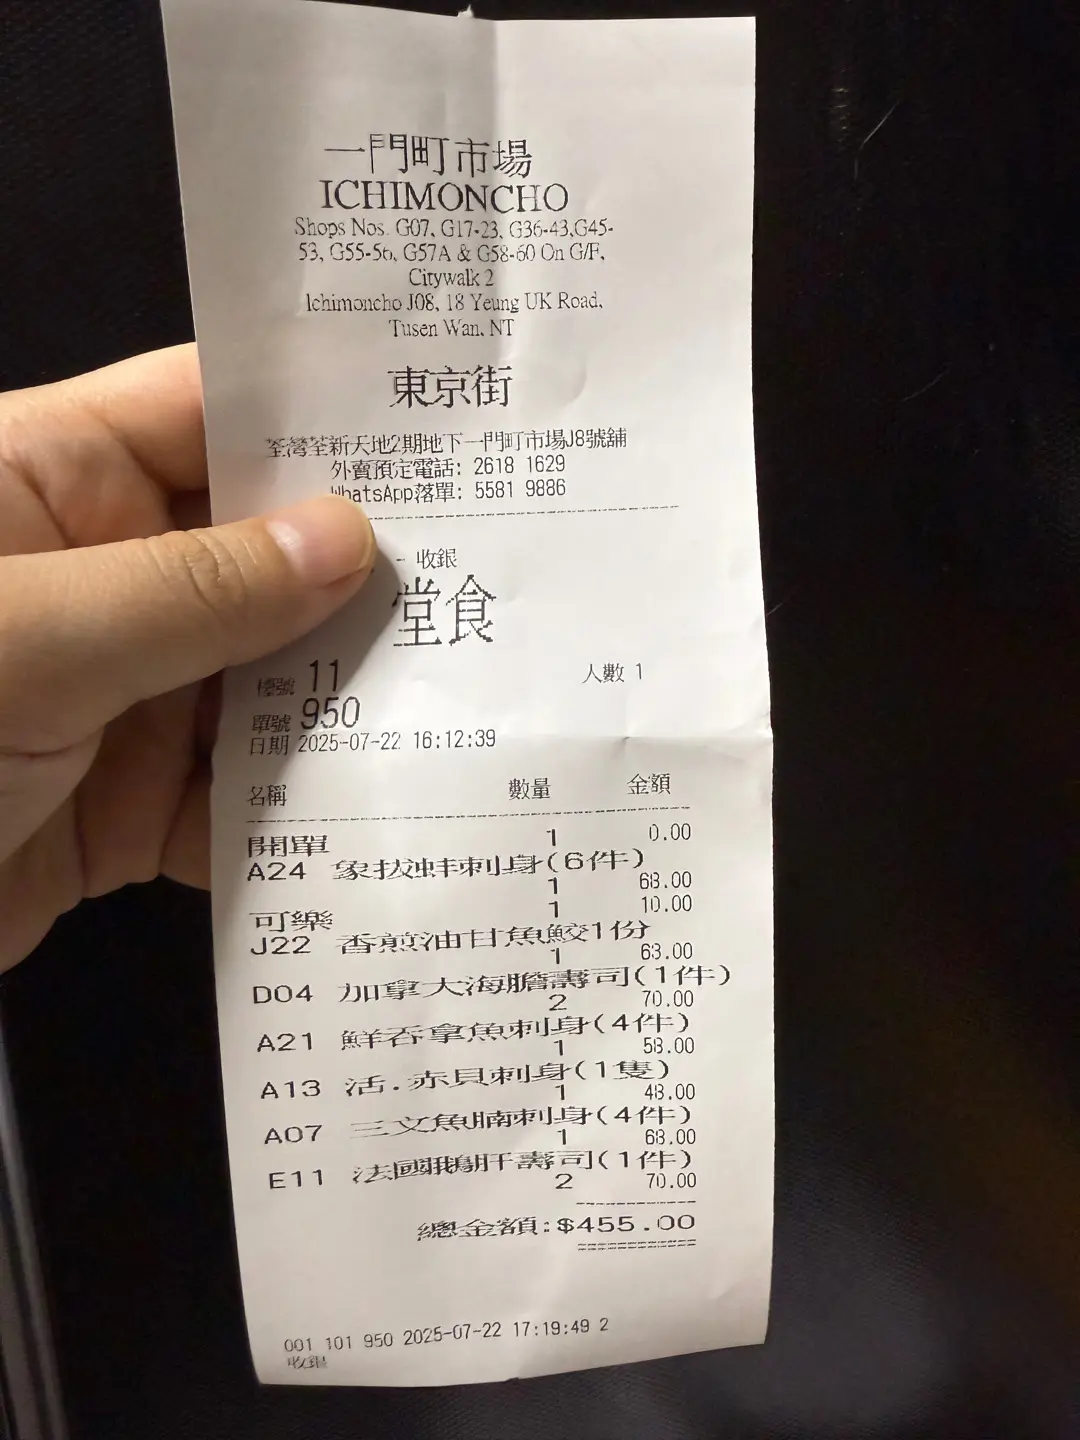 一門町市場
ICHIMONCHO
Shops Nos. G07, G17-23, G36-43,G45-
53, G55-56, G57A & G58-60 On G/F,
Citywalk 2
Ichimoncho J08, 18 Yeung UK Road,
Tusen Wan, NT
東京街
荃灣荃新天地2期地下一門町市場J8號舖
外賣預定電話: 2618 1629
WhatsApp落單: 5581 9886
- 收銀
堂食
檯號 11 人數 1
單號 950
日期 2025-07-22 16:12:39
名稱 數量 金額
開單 1 0.00
A24 象拔蚌刺身(6件)
1 68.00
可樂 1 10.00
J22 香煎油甘魚鮫1份
1 63.00
D04 加拿大海膽壽司(1件)
2 70.00
A21 鮮吞拿魚刺身(4件)
1 58.00
A13 活.赤貝刺身(1隻)
1 48.00
A07 三文魚腩刺身(4件)
1 68.00
E11 法國鵝肝壽司(1件)
2 70.00
總金額:$455.00
001 101 950 2025-07-22 17:19:49 2
收銀